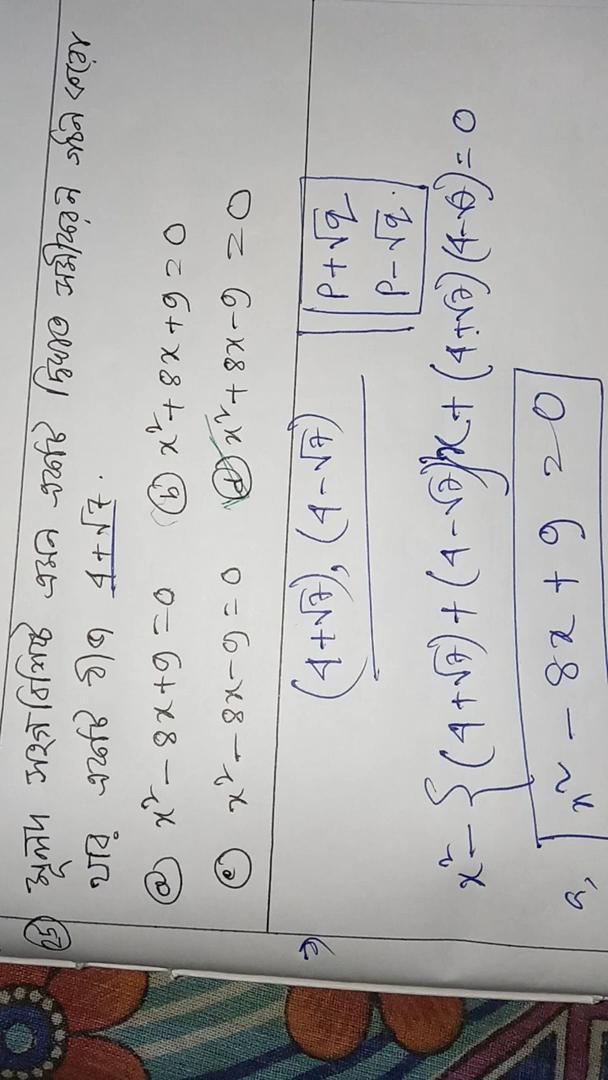 মূলদ সহগ বিশিষ্ট এমন একটি দ্বিঘাত সমীকরণ গঠন করো
যার একটি বীজ 4+√7.
ⓐ x² - 8x + 9 = 0 ⓑ x² + 8x + 9 = 0
ⓒ x² - 8x - 9 = 0 ⓓ x² + 8x - 9 = 0
⇒ (4+√7), (4-√7) P+√q
P-√q.
x² - {(4+√7) + (4-√7)}x + (4+√7)(4-√7) = 0
বা, x² - 8x + 9 = 0